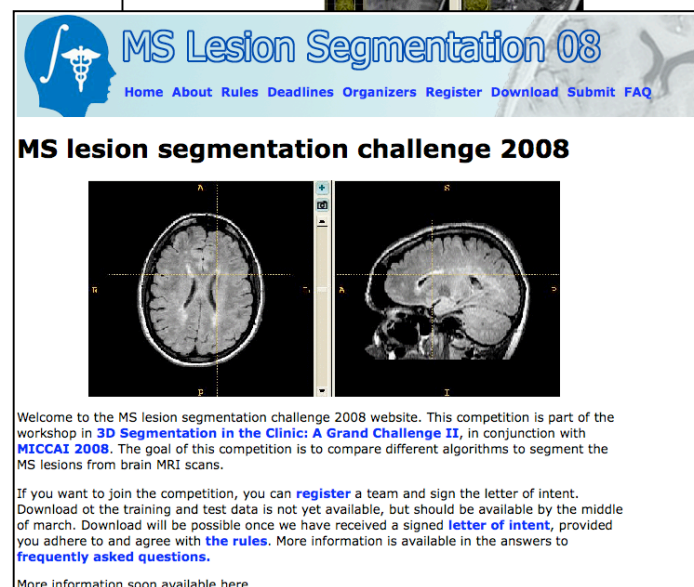 MS Lesion Segmentation 08
Home About Rules Deadlines Organizers Register Download Submit FAQ
MS lesion segmentation challenge 2008
A
S
R
L
A
P
P
I
Welcome to the MS lesion segmentation challenge 2008 website. This competition is part of the
workshop in 3D Segmentation in the Clinic: A Grand Challenge II, in conjunction with
MICCAI 2008. The goal of this competition is to compare different algorithms to segment the
MS lesions from brain MRI scans.
If you want to join the competition, you can register a team and sign the letter of intent.
Download ot the training and test data is not yet available, but should be available by the middle
of march. Download will be possible once we have received a signed letter of intent, provided
you adhere to and agree with the rules. More information is available in the answers to
frequently asked questions.
More information soon available here